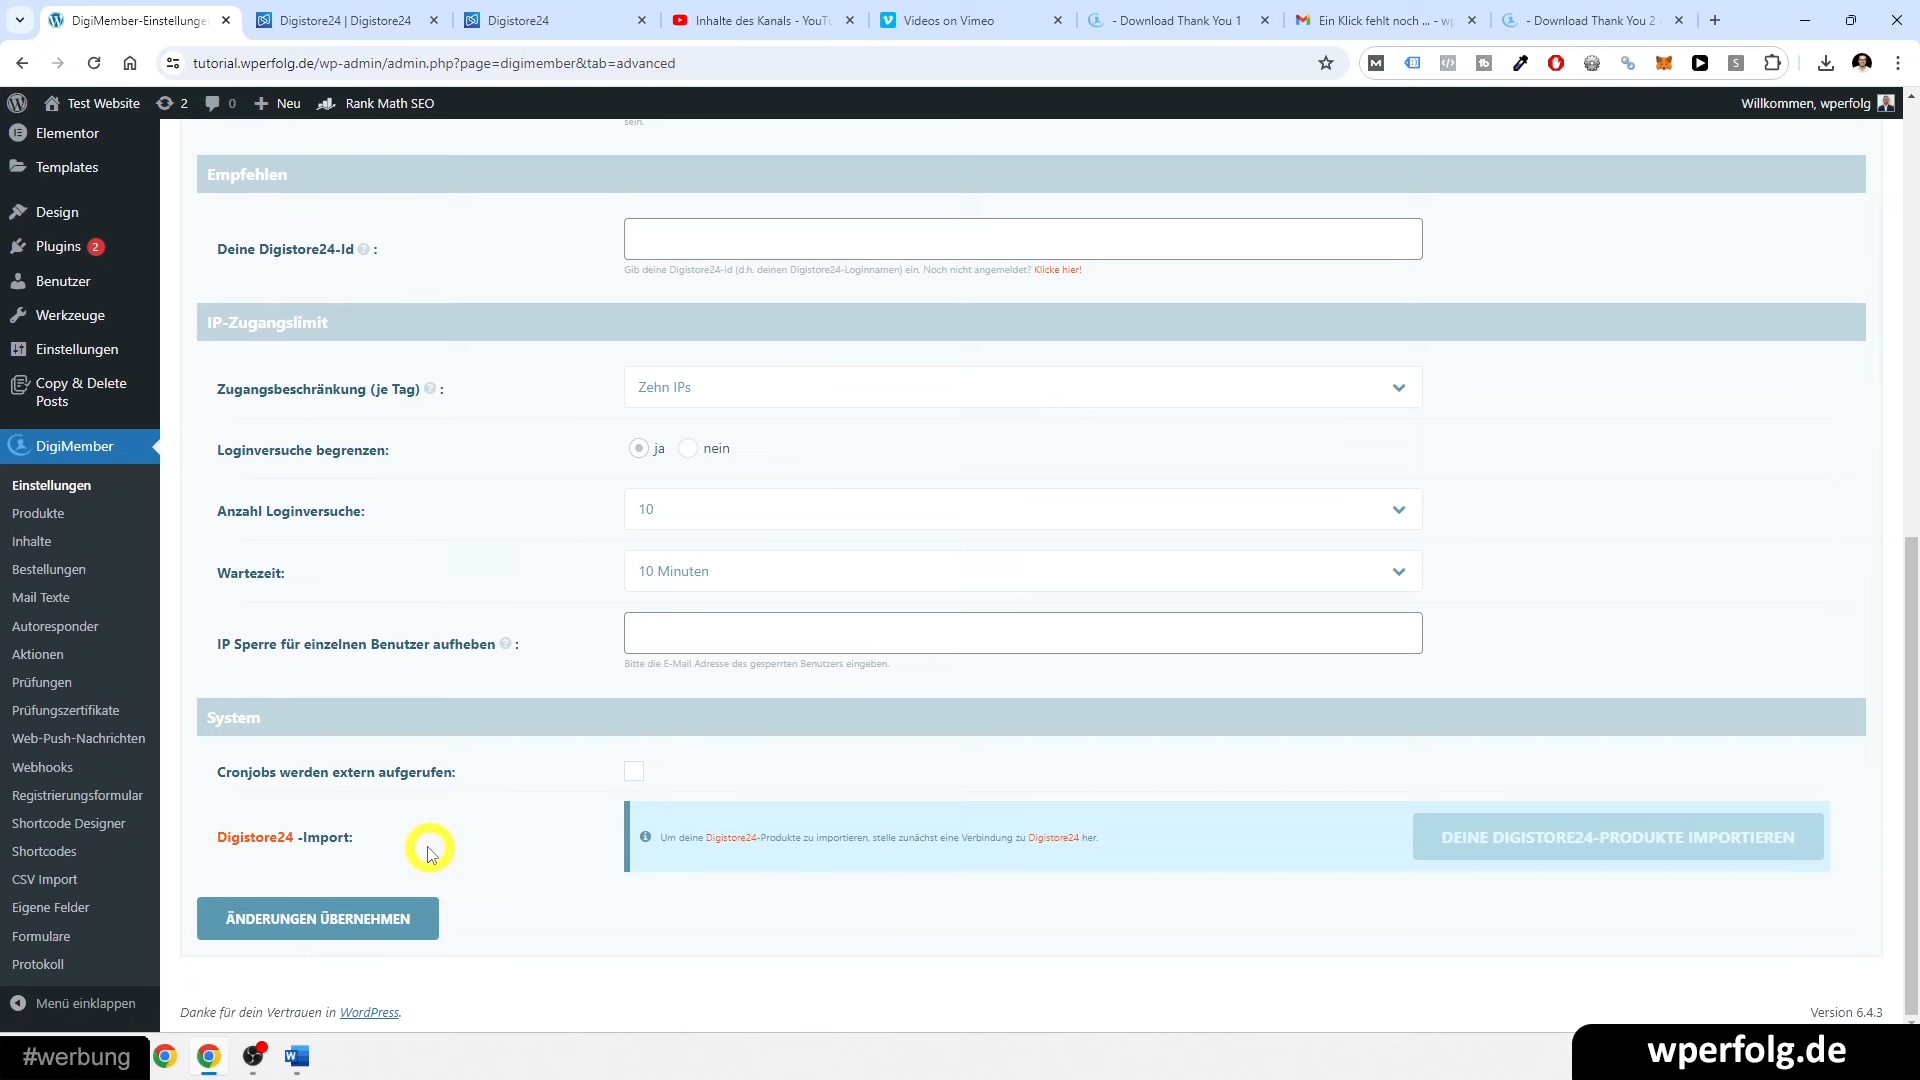 DigiMember-Einstellunge
Digistore24 | Digistore24
Digistore24
Inhalte des Kanals - YouTu
Videos on Vimeo
- Download Thank You 1
Ein Klick fehlt noch ... - wp
- Download Thank You 2
tutorial.wperfolg.de/wp-admin/admin.php?page=digimember&tab=advanced
Test Website
2
0
Neu
Rank Math SEO
Willkommen, wperfolg
Elementor
Templates
Design
Plugins 2
Benutzer
Werkzeuge
Einstellungen
Copy & Delete
Posts
DigiMember
Einstellungen
Produkte
Inhalte
Bestellungen
Mail Texte
Autoresponder
Aktionen
Prüfungen
Prüfungszertifikate
Web-Push-Nachrichten
Webhooks
Registrierungsformular
Shortcode Designer
Shortcodes
CSV Import
Eigene Felder
Formulare
Protokoll
Menü einklappen
sein.
Empfehlen
Deine Digistore24-Id ? :
Gib deine Digistore24-Id (d.h. deinen Digistore24-Loginnamen) ein. Noch nicht angemeldet? Klicke hier!
IP-Zugangslimit
Zugangsbeschränkung (je Tag) ? :
Zehn IPs
Loginversuche begrenzen:
ja nein
Anzahl Loginversuche:
10
Wartezeit:
10 Minuten
IP Sperre für einzelnen Benutzer aufheben ? :
Bitte die E-Mail Adresse des gesperrten Benutzers eingeben.
System
Cronjobs werden extern aufgerufen:
Digistore24 -Import:
Um deine Digistore24-Produkte zu importieren, stelle zunächst eine Verbindung zu Digistore24 her.
DEINE DIGISTORE24-PRODUKTE IMPORTIEREN
ÄNDERUNGEN ÜBERNEHMEN
Danke für dein Vertrauen in WordPress.
Version 6.4.3
#werbung
wperfolg.de